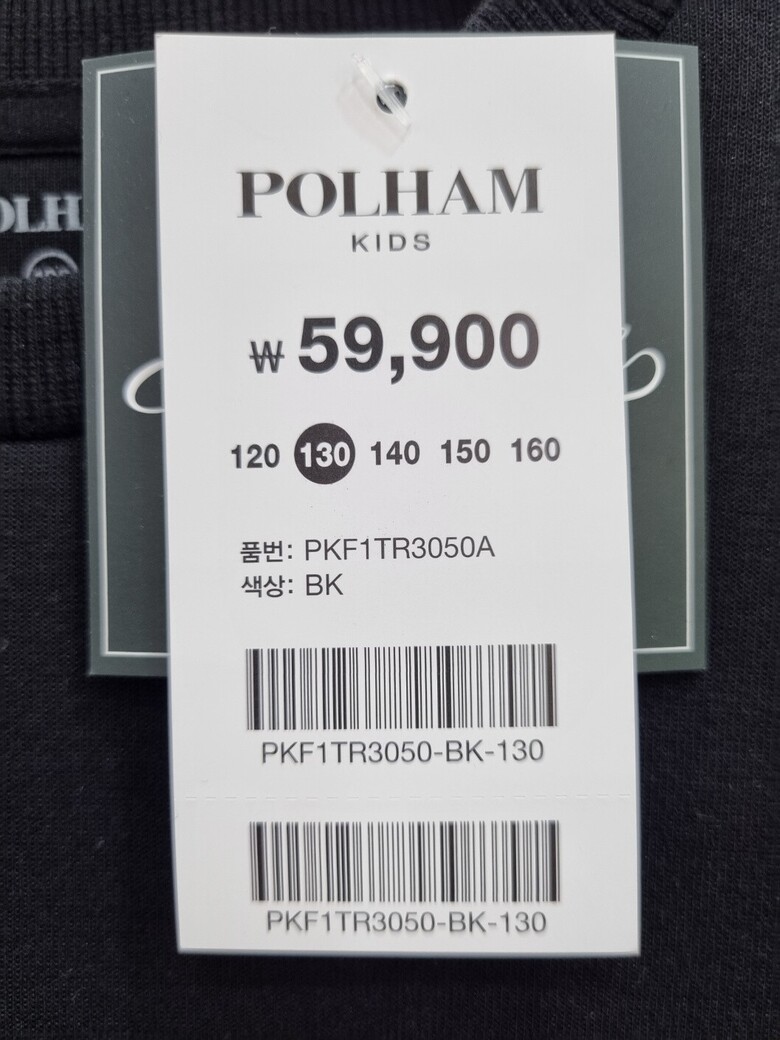 POLHAM
KIDS
₩59,900
120 130 140 150 160
품번: PKF1TR3050A
색상: BK
PKF1TR3050-BK-130
PKF1TR3050-BK-130